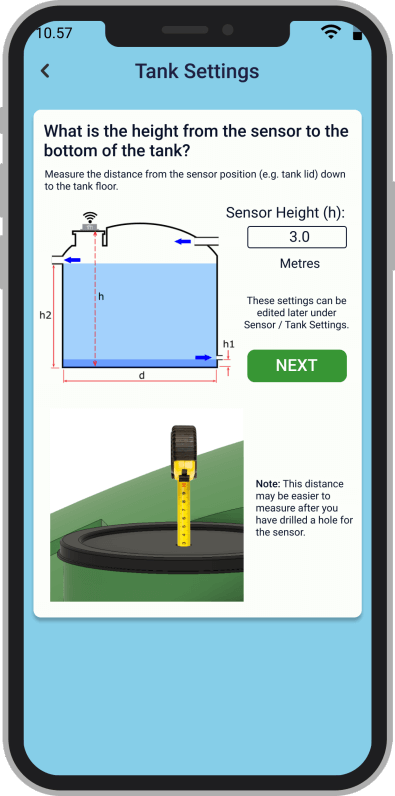 10.57
Tank Settings
What is the height from the sensor to the
bottom of the tank?
Measure the distance from the sensor position (e.g. tank lid) down
to the tank floor.
Sensor Height (h):
3.0
Metres
h
h2
h1
d
These settings can be
edited later under
Sensor / Tank Settings.
NEXT
Note: This distance
may be easier to
measure after you
have drilled a hole for
the sensor.